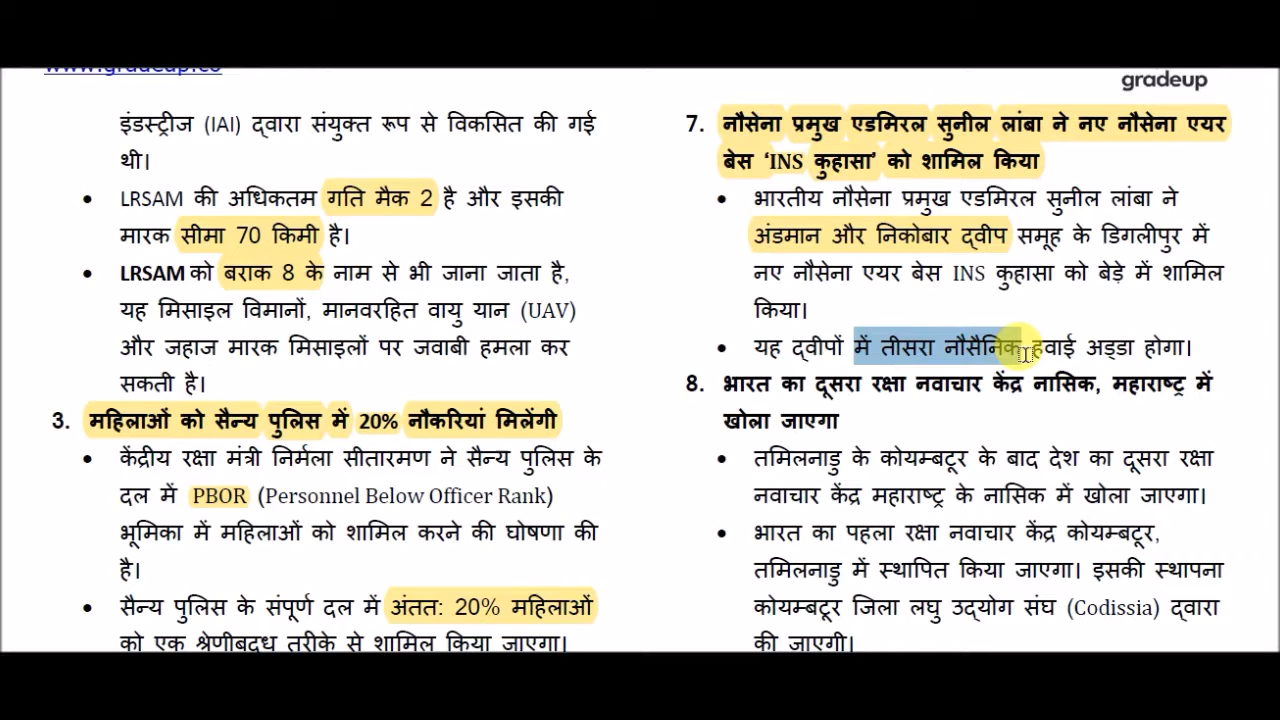 www.gradeup.co
gradeup
इंडस्ट्रीज (IAI) द्वारा संयुक्त रूप से विकसित की गई
थी।
• LRSAM की अधिकतम गति मैक 2 है और इसकी
मारक सीमा 70 किमी है।
• LRSAM को बराक 8 के नाम से भी जाना जाता है,
यह मिसाइल विमानों, मानवरहित वायु यान (UAV)
और जहाज मारक मिसाइलों पर जवाबी हमला कर
सकती है।
3. महिलाओं को सैन्य पुलिस में 20% नौकरियां मिलेंगी
• केंद्रीय रक्षा मंत्री निर्मला सीतारमण ने सैन्य पुलिस के
दल में PBOR (Personnel Below Officer Rank)
भूमिका में महिलाओं को शामिल करने की घोषणा की
है।
• सैन्य पुलिस के संपूर्ण दल में अंतत: 20% महिलाओं
को एक श्रेणीबद्ध तरीके से शामिल किया जाएगा।
7. नौसेना प्रमुख एडमिरल सुनील लांबा ने नए नौसेना एयर
बेस ‘INS कुहासा’ को शामिल किया
• भारतीय नौसेना प्रमुख एडमिरल सुनील लांबा ने
अंडमान और निकोबार द्वीप समूह के डिगलीपुर में
नए नौसेना एयर बेस INS कुहासा को बेड़े में शामिल
किया।
• यह द्वीपों में तीसरा नौसैनिक हवाई अड्डा होगा।
8. भारत का दूसरा रक्षा नवाचार केंद्र नासिक, महाराष्ट्र में
खोला जाएगा
• तमिलनाडु के कोयम्बटूर के बाद देश का दूसरा रक्षा
नवाचार केंद्र महाराष्ट्र के नासिक में खोला जाएगा।
• भारत का पहला रक्षा नवाचार केंद्र कोयम्बटूर,
तमिलनाडु में स्थापित किया जाएगा। इसकी स्थापना
कोयम्बटूर जिला लघु उद्योग संघ (Codissia) द्वारा
की जाएगी।